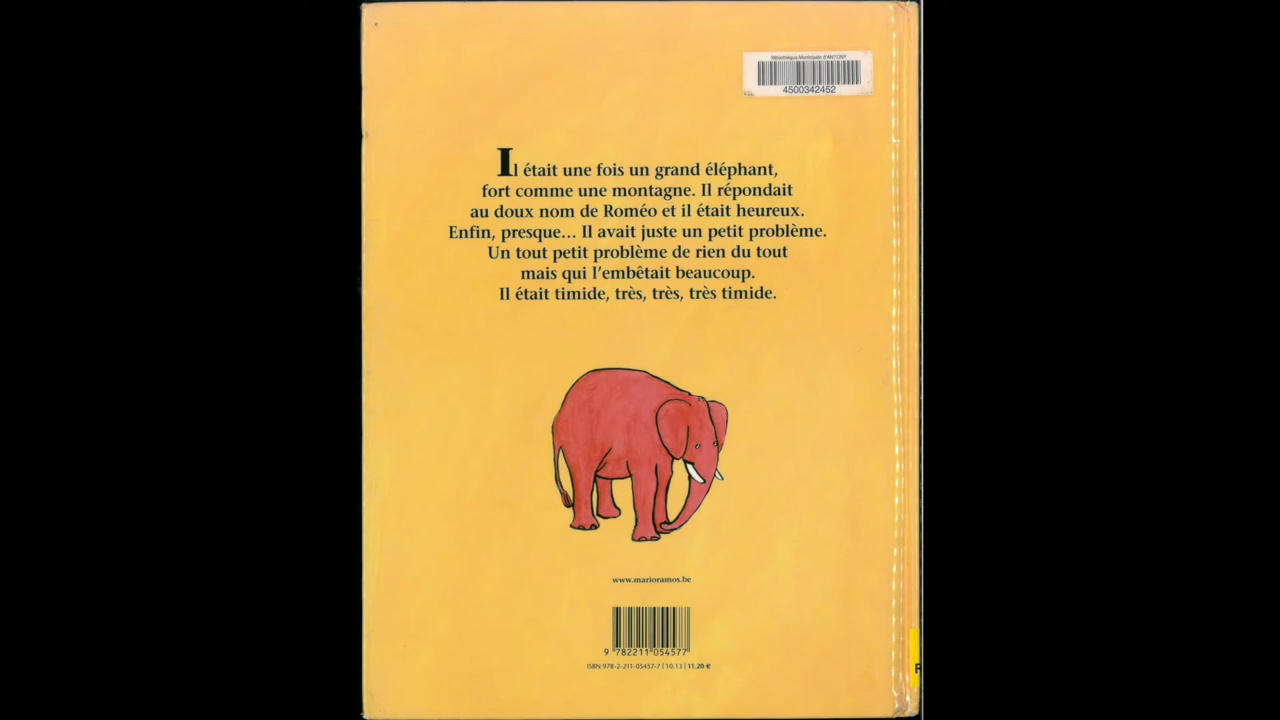 Bibliothèque Municipale d'ANTONY
4500342452
Il était une fois un grand éléphant,
fort comme une montagne. Il répondait
au doux nom de Roméo et il était heureux.
Enfin, presque... Il avait juste un petit problème.
Un tout petit problème de rien du tout
mais qui l'embêtait beaucoup.
Il était timide, très, très, très timide.
www.marioramos.be
9 782211 054577
ISBN 978-2-211-05457-7 | 10.13 | 11,20 €